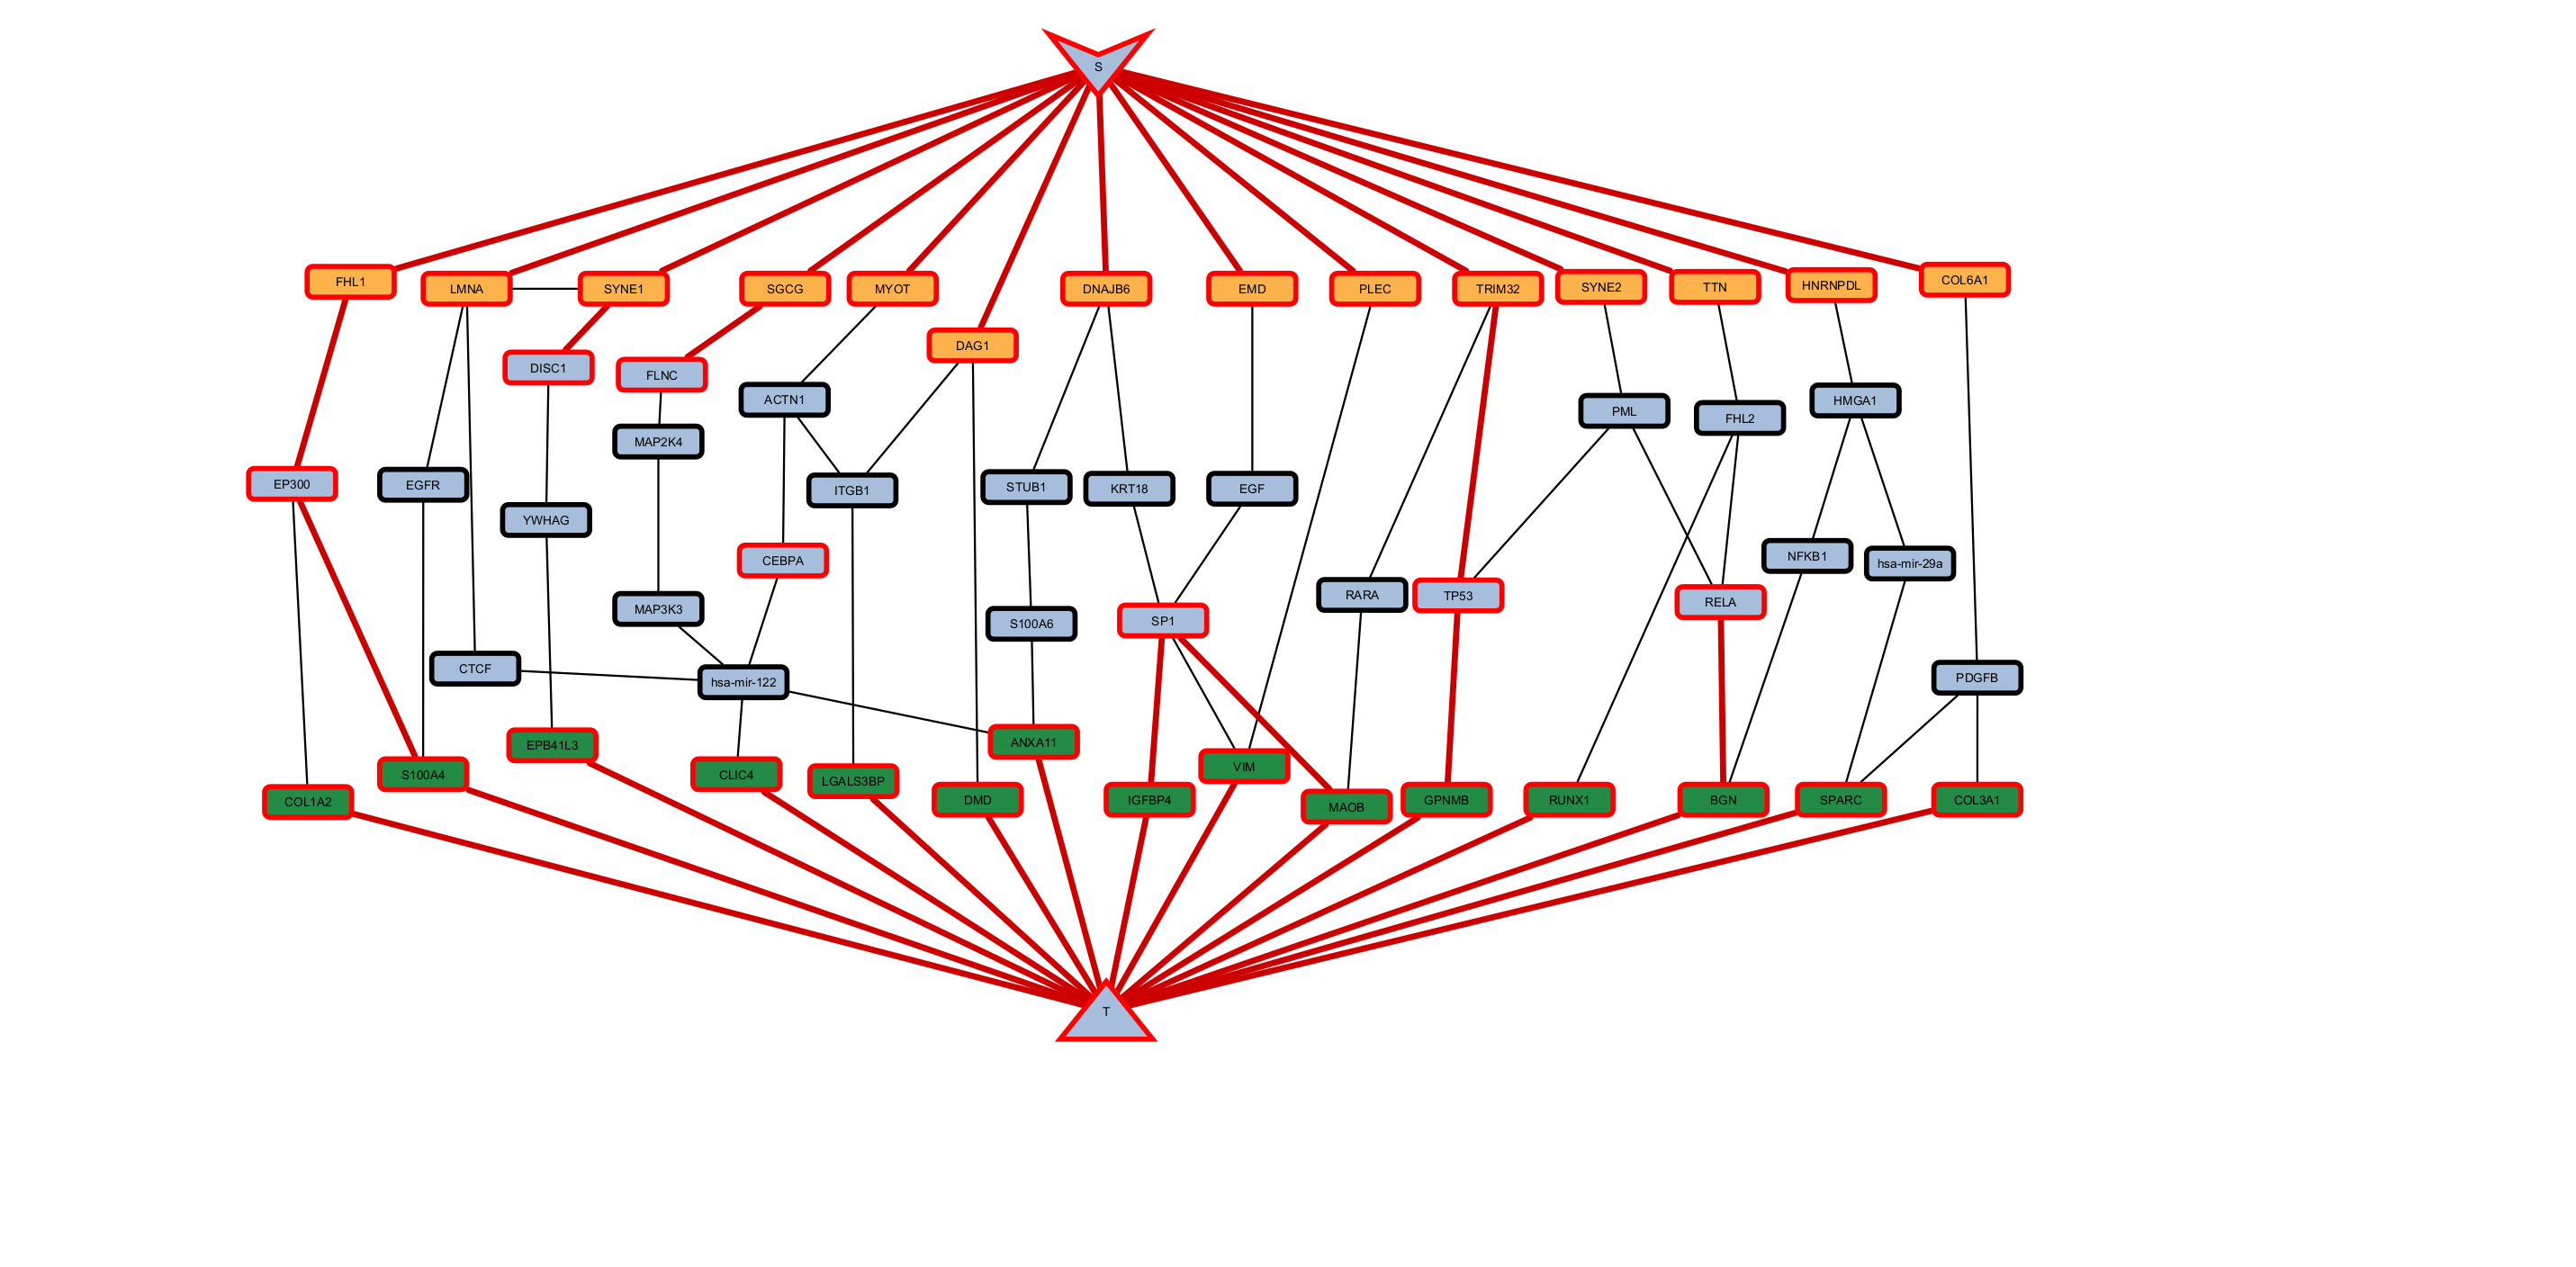 S
FHL1
LMNA
SYNE1
SGCG
MYOT
DNAJB6
EMD
PLEC
TRIM32
SYNE2
TTN
HNRNPDL
COL6A1
DAG1
DISC1
FLNC
ACTN1
PML
FHL2
HMGA1
MAP2K4
EP300
EGFR
ITGB1
STUB1
KRT18
EGF
YWHAG
CEBPA
NFKB1
hsa-mir-29a
MAP3K3
S100A6
SP1
RARA
TP53
RELA
CTCF
hsa-mir-122
PDGFB
EPB41L3
ANXA11
COL1A2
S100A4
CLIC4
LGALS3BP
DMD
IGFBP4
VIM
MAOB
GPNMB
RUNX1
BGN
SPARC
COL3A1
T